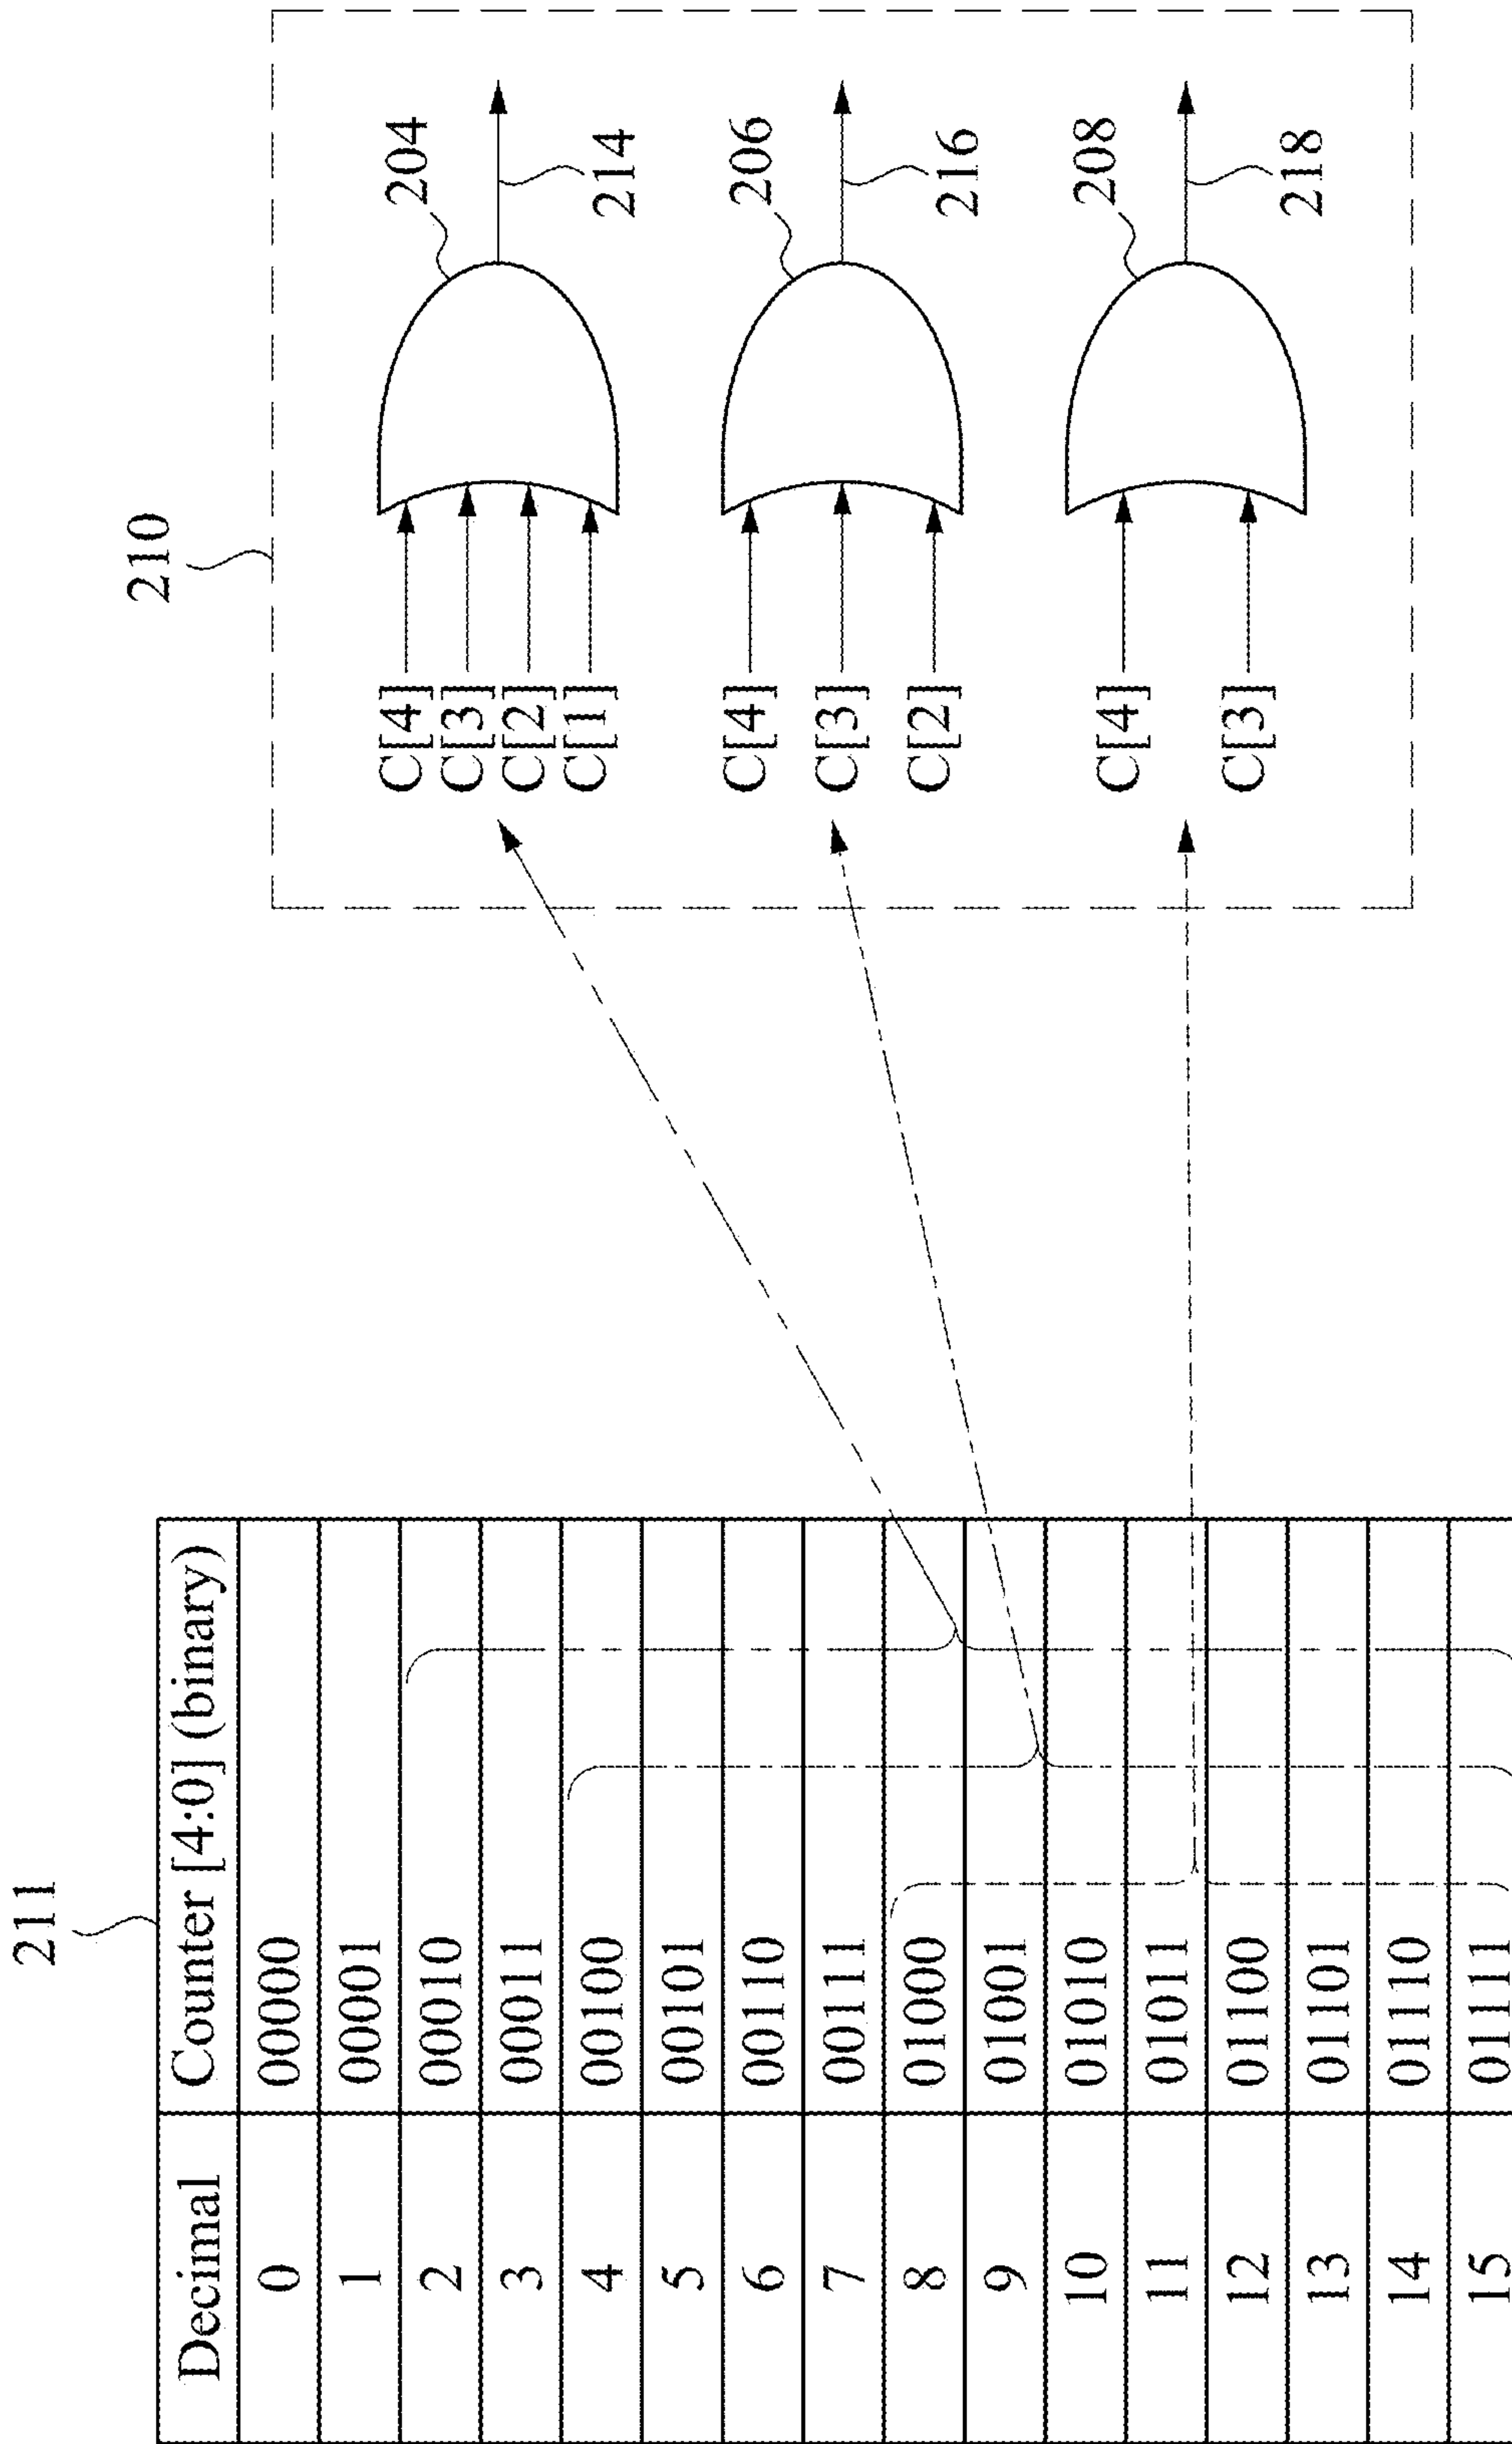 211
Decimal Counter [4:0] (binary)
0 00000
1 00001
2 00010
3 00011
4 00100
5 00101
6 00110
7 00111
8 01000
9 01001
10 01010
11 01011
12 01100
13 01101
14 01110
15 01111
210
C[4]
C[3]
C[2]
C[1]
204
214
C[4]
C[3]
C[2]
206
216
C[4]
C[3]
208
218